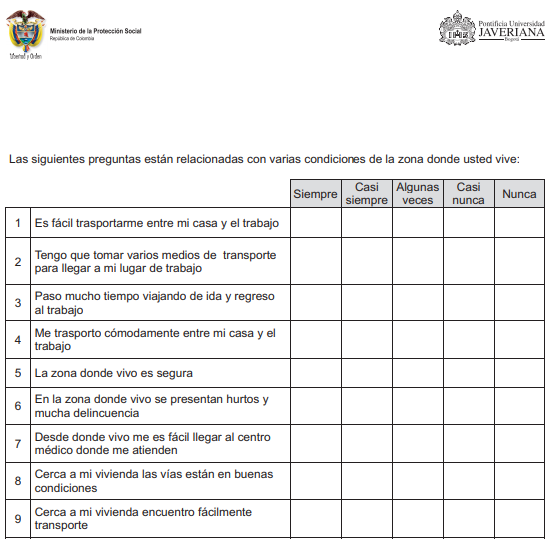 Libertad y Orden
Ministerio de la Protección Social
República de Colombia
Pontificia Universidad
JAVERIANA
Bogotá
Las siguientes preguntas están relacionadas con varias condiciones de la zona donde usted vive:
Siempre
Casi
siempre
Algunas
veces
Casi
nunca
Nunca
1 Es fácil trasportarme entre mi casa y el trabajo
2 Tengo que tomar varios medios de transporte
para llegar a mi lugar de trabajo
3 Paso mucho tiempo viajando de ida y regreso
al trabajo
4 Me trasporto cómodamente entre mi casa y el
trabajo
5 La zona donde vivo es segura
6 En la zona donde vivo se presentan hurtos y
mucha delincuencia
7 Desde donde vivo me es fácil llegar al centro
médico donde me atienden
8 Cerca a mi vivienda las vías están en buenas
condiciones
9 Cerca a mi vivienda encuentro fácilmente
transporte